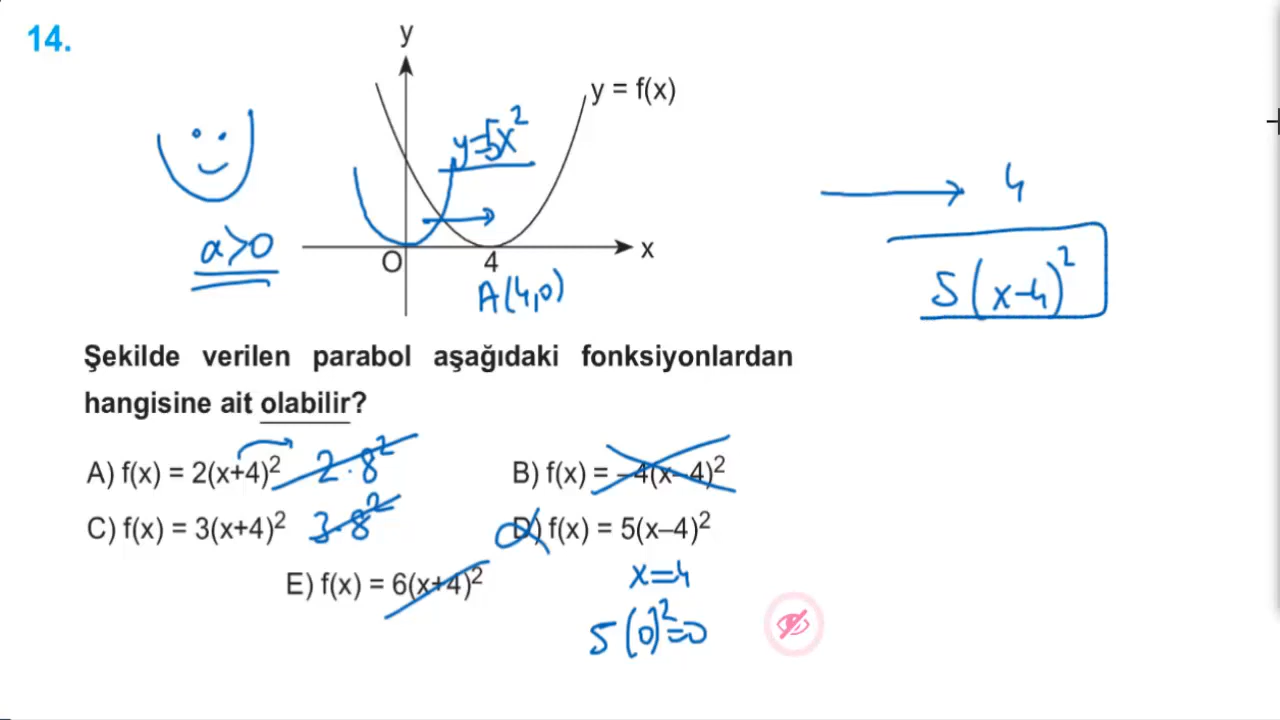 14.
y
y = f(x)
y=5x²
a>0
O
4
x
A(4,0)
4
5(x-4)²
Şekilde verilen parabol aşağıdaki fonksiyonlardan
hangisine ait olabilir?
A) f(x) = 2(x+4)² 2·8²
B) f(x) = –4(x–4)²
C) f(x) = 3(x+4)² 3·8²
D) f(x) = 5(x–4)²
E) f(x) = 6(x+4)²
x=4
5(0)²=0